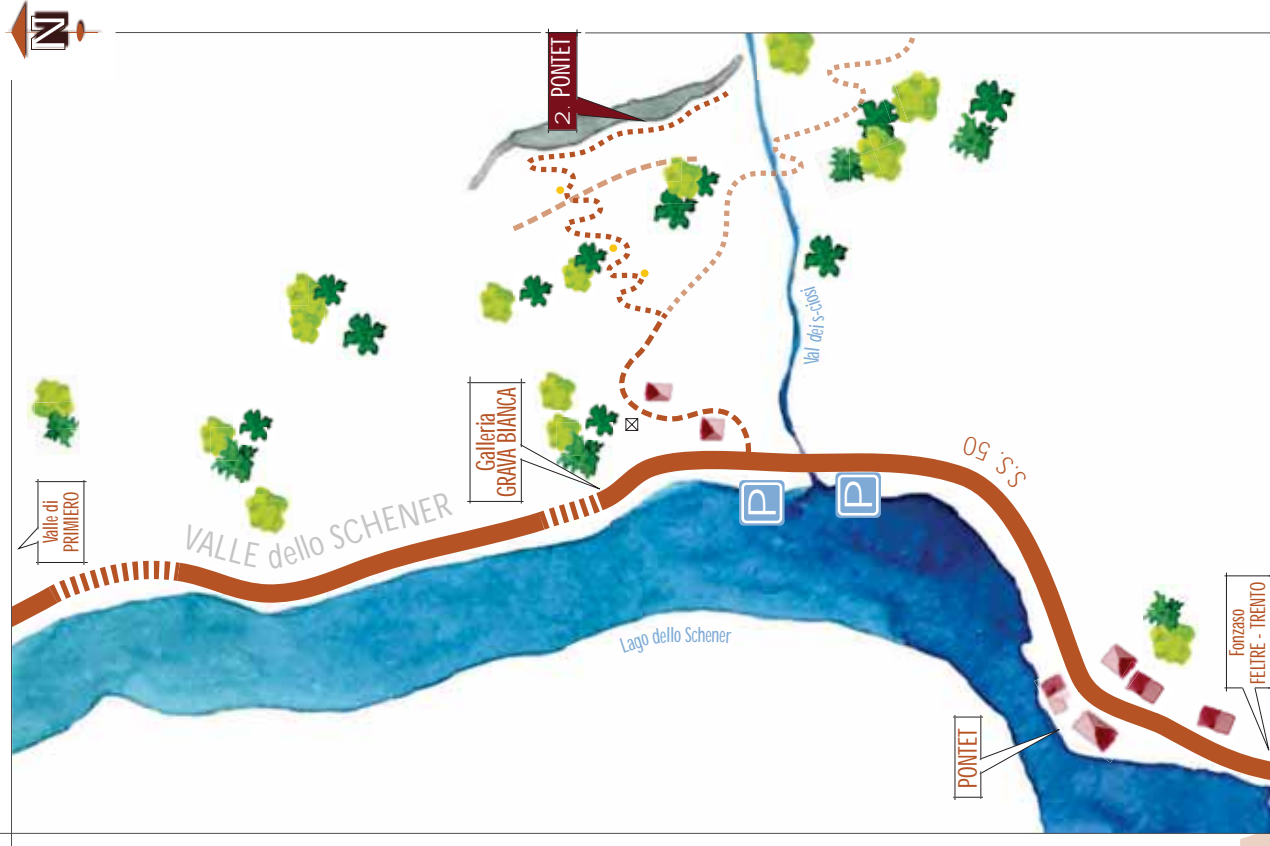 N
2. PONTET
Val dei s-ciosi
Galleria
GRAVA BIANCA
S.S. 50
Valle di
PRIMIERO
VALLE dello SCHENER
P
P
Lago dello Schener
Fonzaso
FELTRE - TRENTO
PONTET